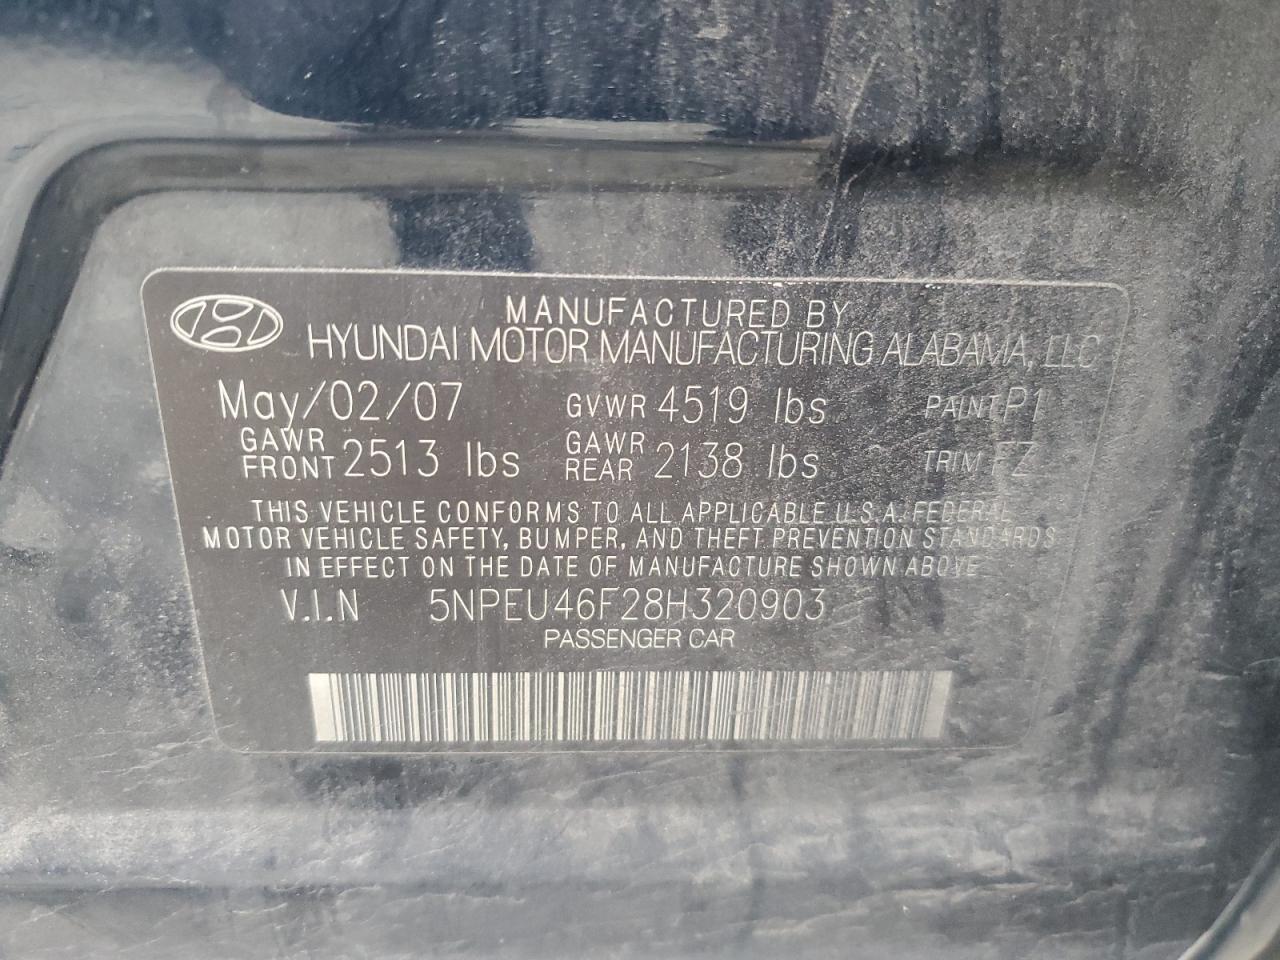 MANUFACTURED BY
HYUNDAI MOTOR MANUFACTURING ALABAMA, LLC
May/02/07 GVWR 4519 lbs PAINT P1
GAWR FRONT 2513 lbs GAWR REAR 2138 lbs TRIM FZ
THIS VEHICLE CONFORMS TO ALL APPLICABLE U.S.A. FEDERAL
MOTOR VEHICLE SAFETY, BUMPER, AND THEFT PREVENTION STANDARDS
IN EFFECT ON THE DATE OF MANUFACTURE SHOWN ABOVE
V.I.N 5NPEU46F28H320903
PASSENGER CAR